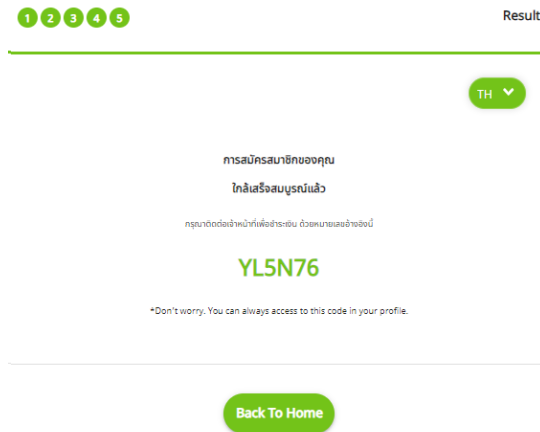 1 2 3 4 5 Result
TH
การสมัครสมาชิกของคุณ
ใกล้เสร็จสมบูรณ์แล้ว
กรุณาติดต่อเจ้าหน้าที่เพื่อชำระเงิน ด้วยหมายเลขอ้างอิงนี้
YL5N76
*Don't worry. You can always access to this code in your profile.
Back To Home